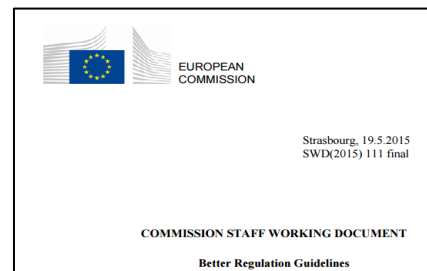 EUROPEAN
COMMISSION
Strasbourg, 19.5.2015
SWD(2015) 111 final
COMMISSION STAFF WORKING DOCUMENT
Better Regulation Guidelines